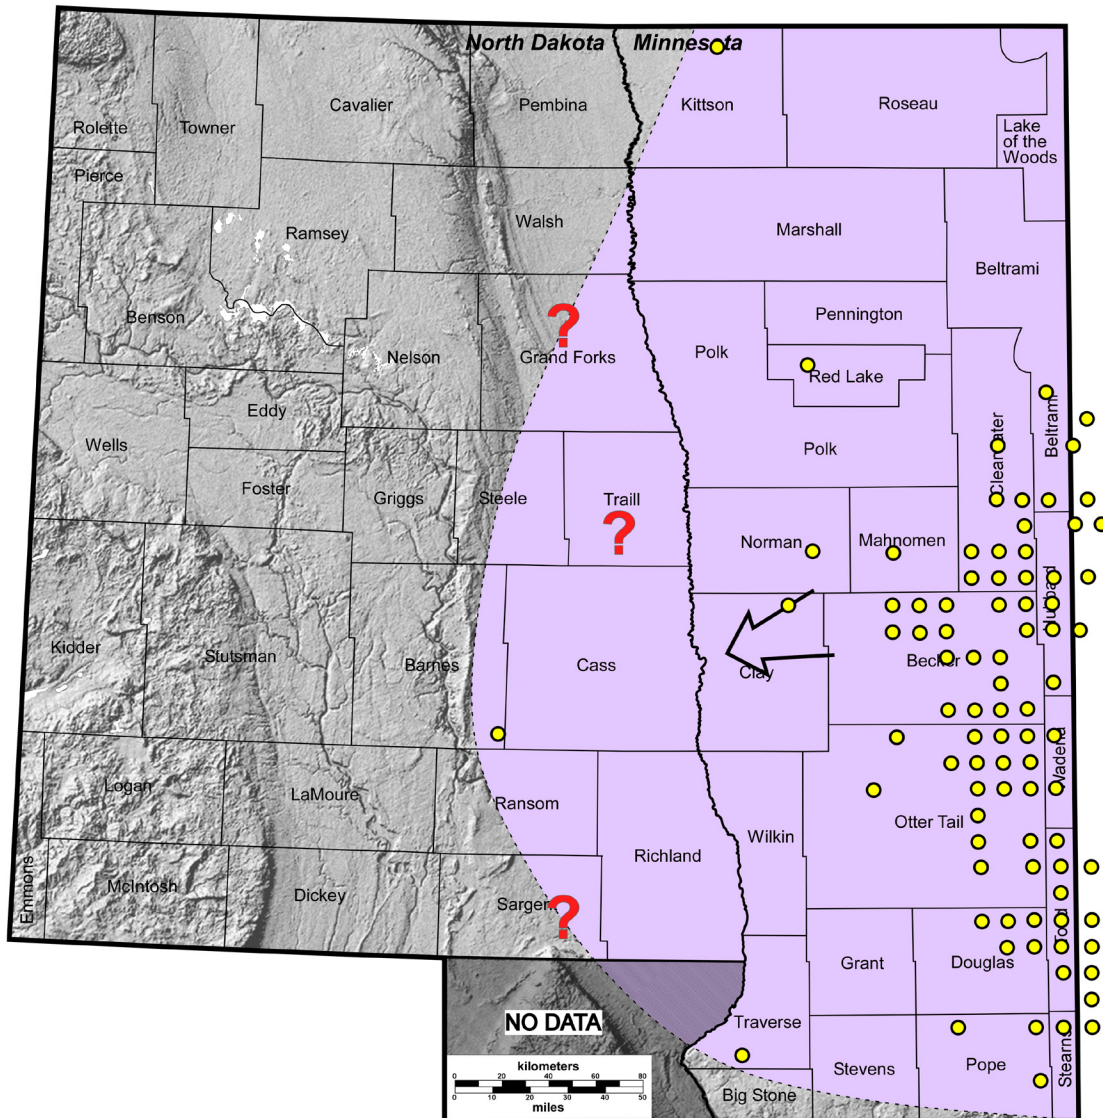 North Dakota Minnesota
Cavalier
Pembina
Kittson
Roseau
Rolette
Towner
Lake
of the
Woods
Pierce
Walsh
Ramsey
Marshall
Beltrami
Benson
Pennington
?
Nelson
Grand Forks
Polk
Red Lake
Eddy
Beltrami
Wells
Polk
Clearwater
Foster
Griggs
Steele
Traill
?
Norman
Mahnomen
Hubbard
Kidder
Stutsman
Barnes
Cass
Clay
Becker
Wadena
Logan
LaMoure
Ransom
Otter Tail
Wilkin
Richland
Emmons
McIntosh
Dickey
Sargent
?
Todd
Grant
Douglas
NO DATA
Traverse
Stearns
Stevens
Pope
Big Stone
kilometers
0 20 40 60 80
0 10 20 30 40 50
miles